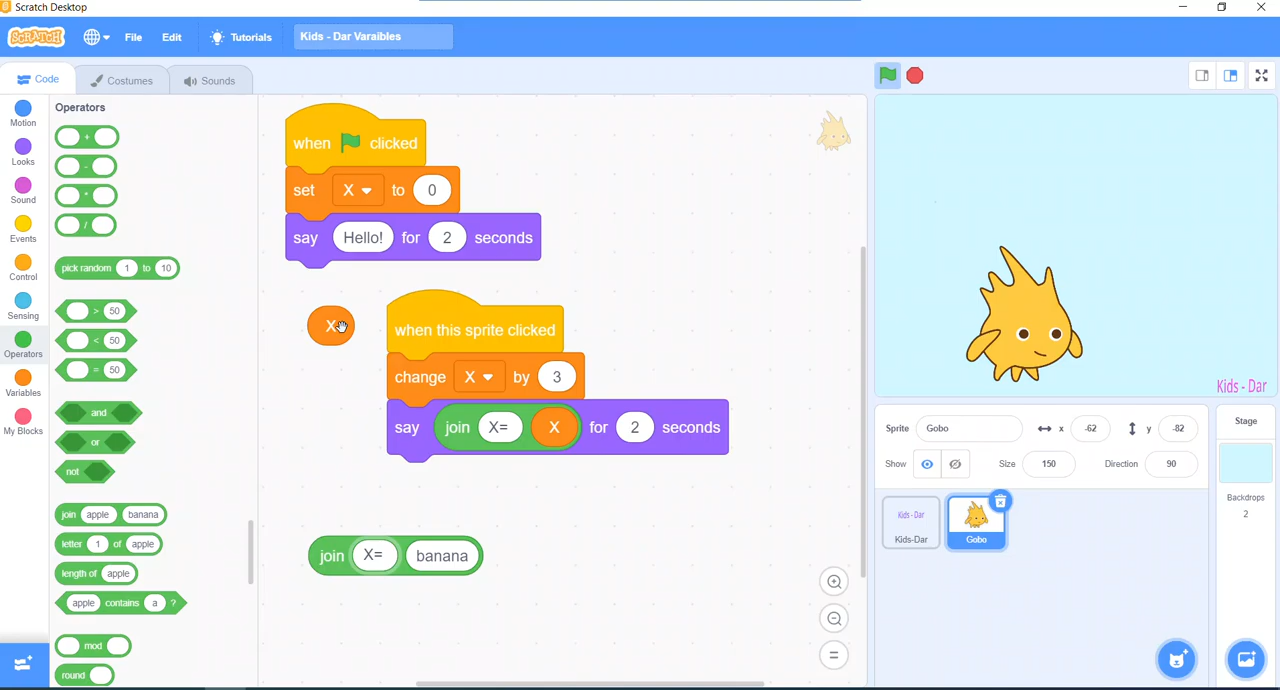 Scratch Desktop
SCRATCH File Edit Tutorials Kids - Dar Varaibles
Code Costumes Sounds
Motion
Looks
Sound
Events
Control
Sensing
Operators
Variables
My Blocks
Operators
+
-
*
/
pick random 1 to 10
> 50
< 50
= 50
and
or
not
join apple banana
letter 1 of apple
length of apple
apple contains a ?
mod
round
when clicked
set X to 0
say Hello! for 2 seconds
X
when this sprite clicked
change X by 3
say join X= X for 2 seconds
join X= banana
=
Kids - Dar
Sprite Gobo x -62 y -82
Show Size 150 Direction 90
Kids - Dar
Kids-Dar
Gobo
Stage
Backdrops
2